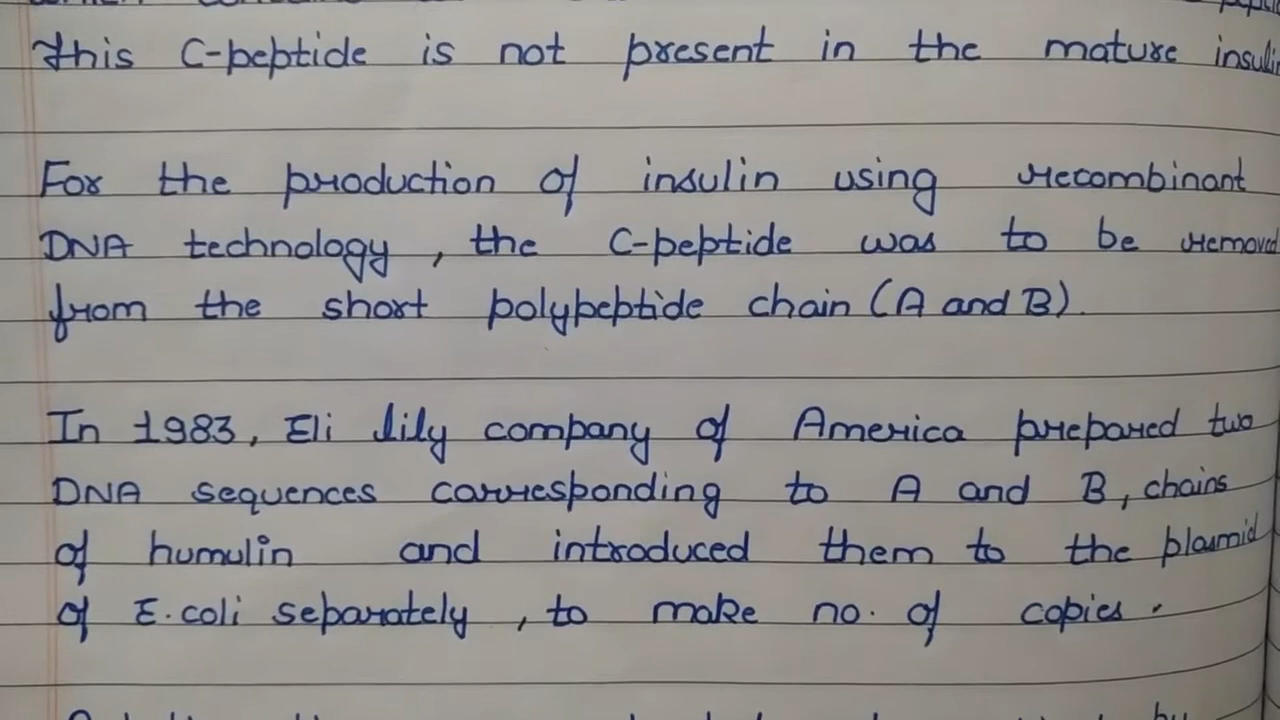 this C-peptide is not present in the mature insulin
For the production of insulin using recombinant
DNA technology, the C-peptide was to be removed
from the short polypeptide chain (A and B).
In 1983, Eli lily company of America prepared two
DNA sequences corresponding to A and B, chains
of humulin and introduced them to the plasmid
of E.coli separately, to make no. of copies.